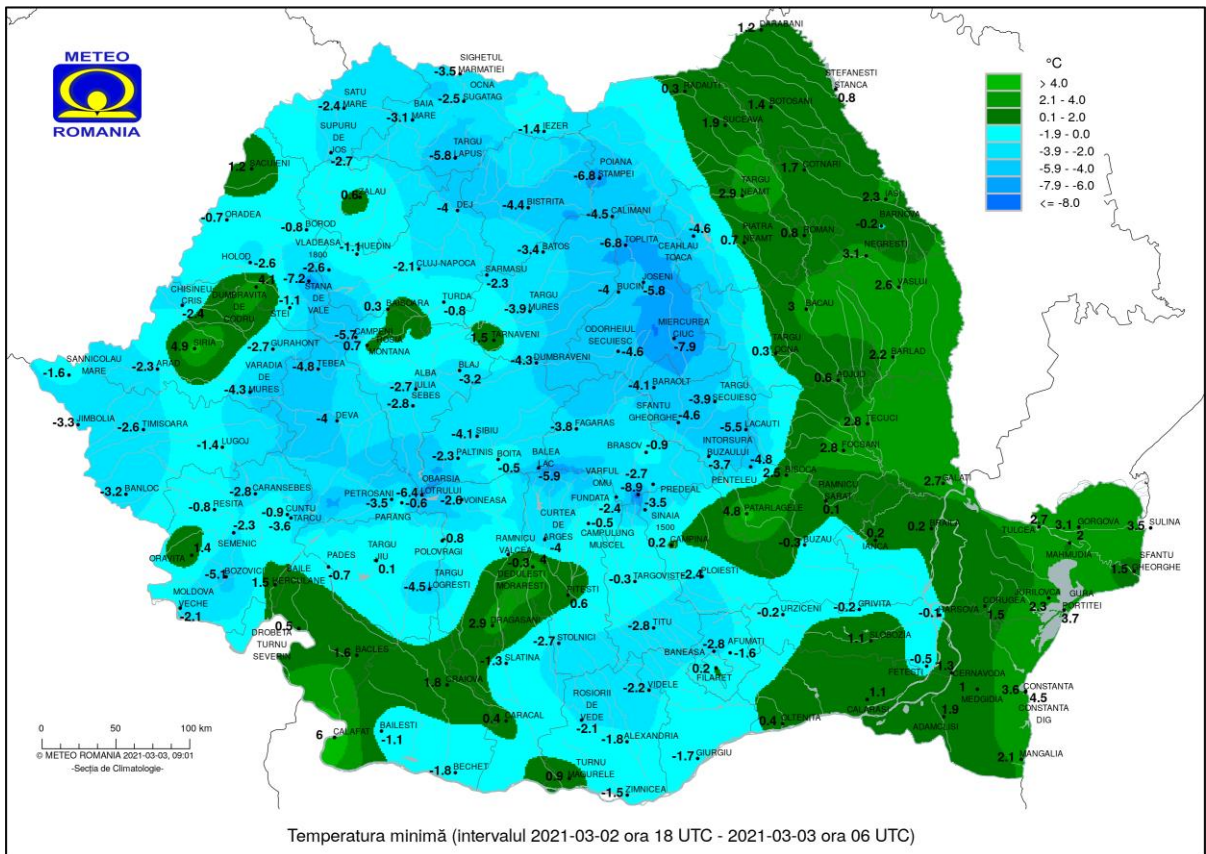 METEO
ROMANIA
°C
> 4.0
2.1 - 4.0
0.1 - 2.0
-1.9 - 0.0
-3.9 - -2.0
-5.9 - -4.0
-7.9 - -6.0
<= -8.0
1.2 DARABANI
STEFANESTI
STANCA
0.8
SIGHETUL
-3.5 MARMATIEI
OCNA
-2.5 SUGATAG
SATU
-2.4 MARE
BAIA
-3.1 MARE
-1.4 IEZER
0.3 RADAUTI
1.4 BOTOSANI
1.9 SUCEAVA
SUPURU
DE
JOS
-2.7
TARGU
-5.8 LAPUS
POIANA
STAMPEI
-6.8
1.7 COTNARI
1.2 SACUIENI
0.6 ZALAU
TARGU
2.9 NEAMT
2.3 IASI
-4 DEJ
-4.4 BISTRITA
-4.5 CALIMANI
-0.7 ORADEA
-0.8 BOROD
BARNOVA
-0.2
-4.6
CEAHLAU
TOACA
PIATRA
0.7 NEAMT
0.8 ROMAN
NEGRESTI
3.1
VLADEASA
1800
-2.6
-1.1 HUEDIN
-3.4 BATOS
-6.8 TOPLITA
HOLOD -2.6
-2.1 CLUJ-NAPOCA
SARMASU
-2.3
-7.2
STANA
DE
VALE
4.1
DUMBRAVITA
DE
CODRU
-1.1
STEI
BUCIN
-4
JOSENI
-5.8
2.6 VASLUI
CHISINEU
CRIS
-2.4
0.3 BAISOARA
TURDA
-0.8
TARGU
-3.9 MURES
3 BACAU
-5.7
CAMPENI
0.7 ROSIA
MONTANA
1.5 TARNAVENI
ODORHEIUL
SECUIESC
-4.6
MIERCUREA
CIUC
-7.9
TARGU
0.3 OCNA
2.2 BARLAD
4.9 SIRIA
-2.7 GURAHONT
SANNICOLAU
MARE
-1.6
-2.3 ARAD
-4.8 TEBEA
-4.3 DUMBRAVENI
BLAJ
-3.2
VARADIA
DE
-4.3 MURES
ALBA
-2.7 IULIA
SEBES
-2.8
-4.1 BARAOLT
TARGU
-3.9 SECUIESC
0.6 ADJUD
-3.3 JIMBOLIA
-2.6 TIMISOARA
-4 DEVA
SFANTU
GHEORGHE -4.6
-5.5 LACAUTI
2.8 TECUCI
-1.4 LUGOJ
-4.1 SIBIU
-3.8 FAGARAS
BRASOV -0.9
INTORSURA
BUZAULUI
-3.7
-4.8
PENTELEU
2.8 FOCSANI
-2.3 PALTINIS
BOITA
-0.5
BALEA
LAC
-5.9
VARFUL
OMU
-2.7
-8.9
PREDEAL
-3.5
2.5 BISOCA
2.7 GALATI
-3.2 BANLOC
-2.8 CARANSEBES
-0.8 RESITA
PETROSANI
-3.5
OBARSIA
-6.4 LOTRULUI
-0.6
PARANG
-2.0 VOINEASA
FUNDATA
-2.4
SINAIA
1500
0.2 CAMPINA
RAMNICU
SARAT
0.1
4.8 PATARLAGELE
-0.9 CUNTU
-3.6 TARCU
-2.3
SEMENIC
CURTEA
DE
ARGES
-4
-0.5
CAMPULUNG
MUSCEL
0.2
IANCA
0.2 BRAILA
2.7
TULCEA
3.1 GORGOVA
2
MAHMUDIA
3.5 SULINA
ORAVITA 1.4
-0.8
POLOVRAGI
RAMNICU
VALCEA
-0.3
4
DEDULESTI
MORARESTI
-0.3 BUZAU
SFANTU
1.5 GHEORGHE
-5.1 BOZOVICI
BAILE
1.5 HERCULANE
PADES
-0.7
TARGU
JIU
0.1
TARGU
-4.5 LOGRESTI
-0.3 TARGOVISTE
-2.4 PLOIESTI
MOLDOVA
VECHE
-2.1
PITESTI
0.6
-0.2 URZICENI
-0.2 GRIVITA
-0.1 HARSOVA
CORUGEA
1.5
JURILOVCA
2.3
GURA
PORTITEI
3.7
0.5
DROBETA
TURNU
SEVERIN
2.9 DRAGASANI
-2.7 STOLNICI
-2.8 TITU
1.1 SLOBOZIA
1.6 BACLES
-1.3 SLATINA
-2.8 AFUMATI
BANEASA -1.6
0.2
FILARET
-0.5
FETESTI
1.3
CERNAVODA
1.8 CRAIOVA
-2.2 VIDELE
1.1
CALARASI
1
MEDGIDIA
1.9
ADAMCLISI
3.6 CONSTANTA
4.5
CONSTANTA
DIG
0.4 CARACAL
ROSIORII
DE
VEDE
-2.1
0.4 OLTENITA
6 CALAFAT
BAILESTI
-1.1
-1.8 ALEXANDRIA
-1.7 GIURGIU
2.1 MANGALIA
-1.8 BECHET
TURNU
0.9 MAGURELE
-1.5 ZIMNICEA
0 50 100 km
© METEO ROMANIA 2021-03-03, 09:01
-Secția de Climatologie-
Temperatura minimă (intervalul 2021-03-02 ora 18 UTC - 2021-03-03 ora 06 UTC)